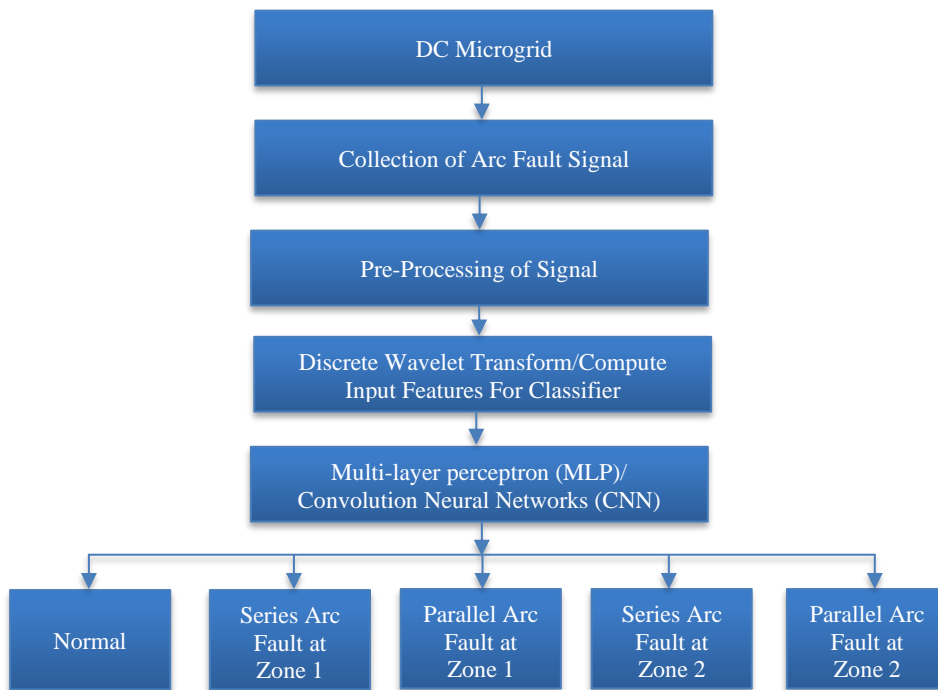 DC Microgrid
Collection of Arc Fault Signal
Pre-Processing of Signal
Discrete Wavelet Transform/Compute
Input Features For Classifier
Multi-layer perceptron (MLP)/
Convolution Neural Networks (CNN)
Normal
Series Arc
Fault at
Zone 1
Parallel Arc
Fault at
Zone 1
Series Arc
Fault at
Zone 2
Parallel Arc
Fault at
Zone 2